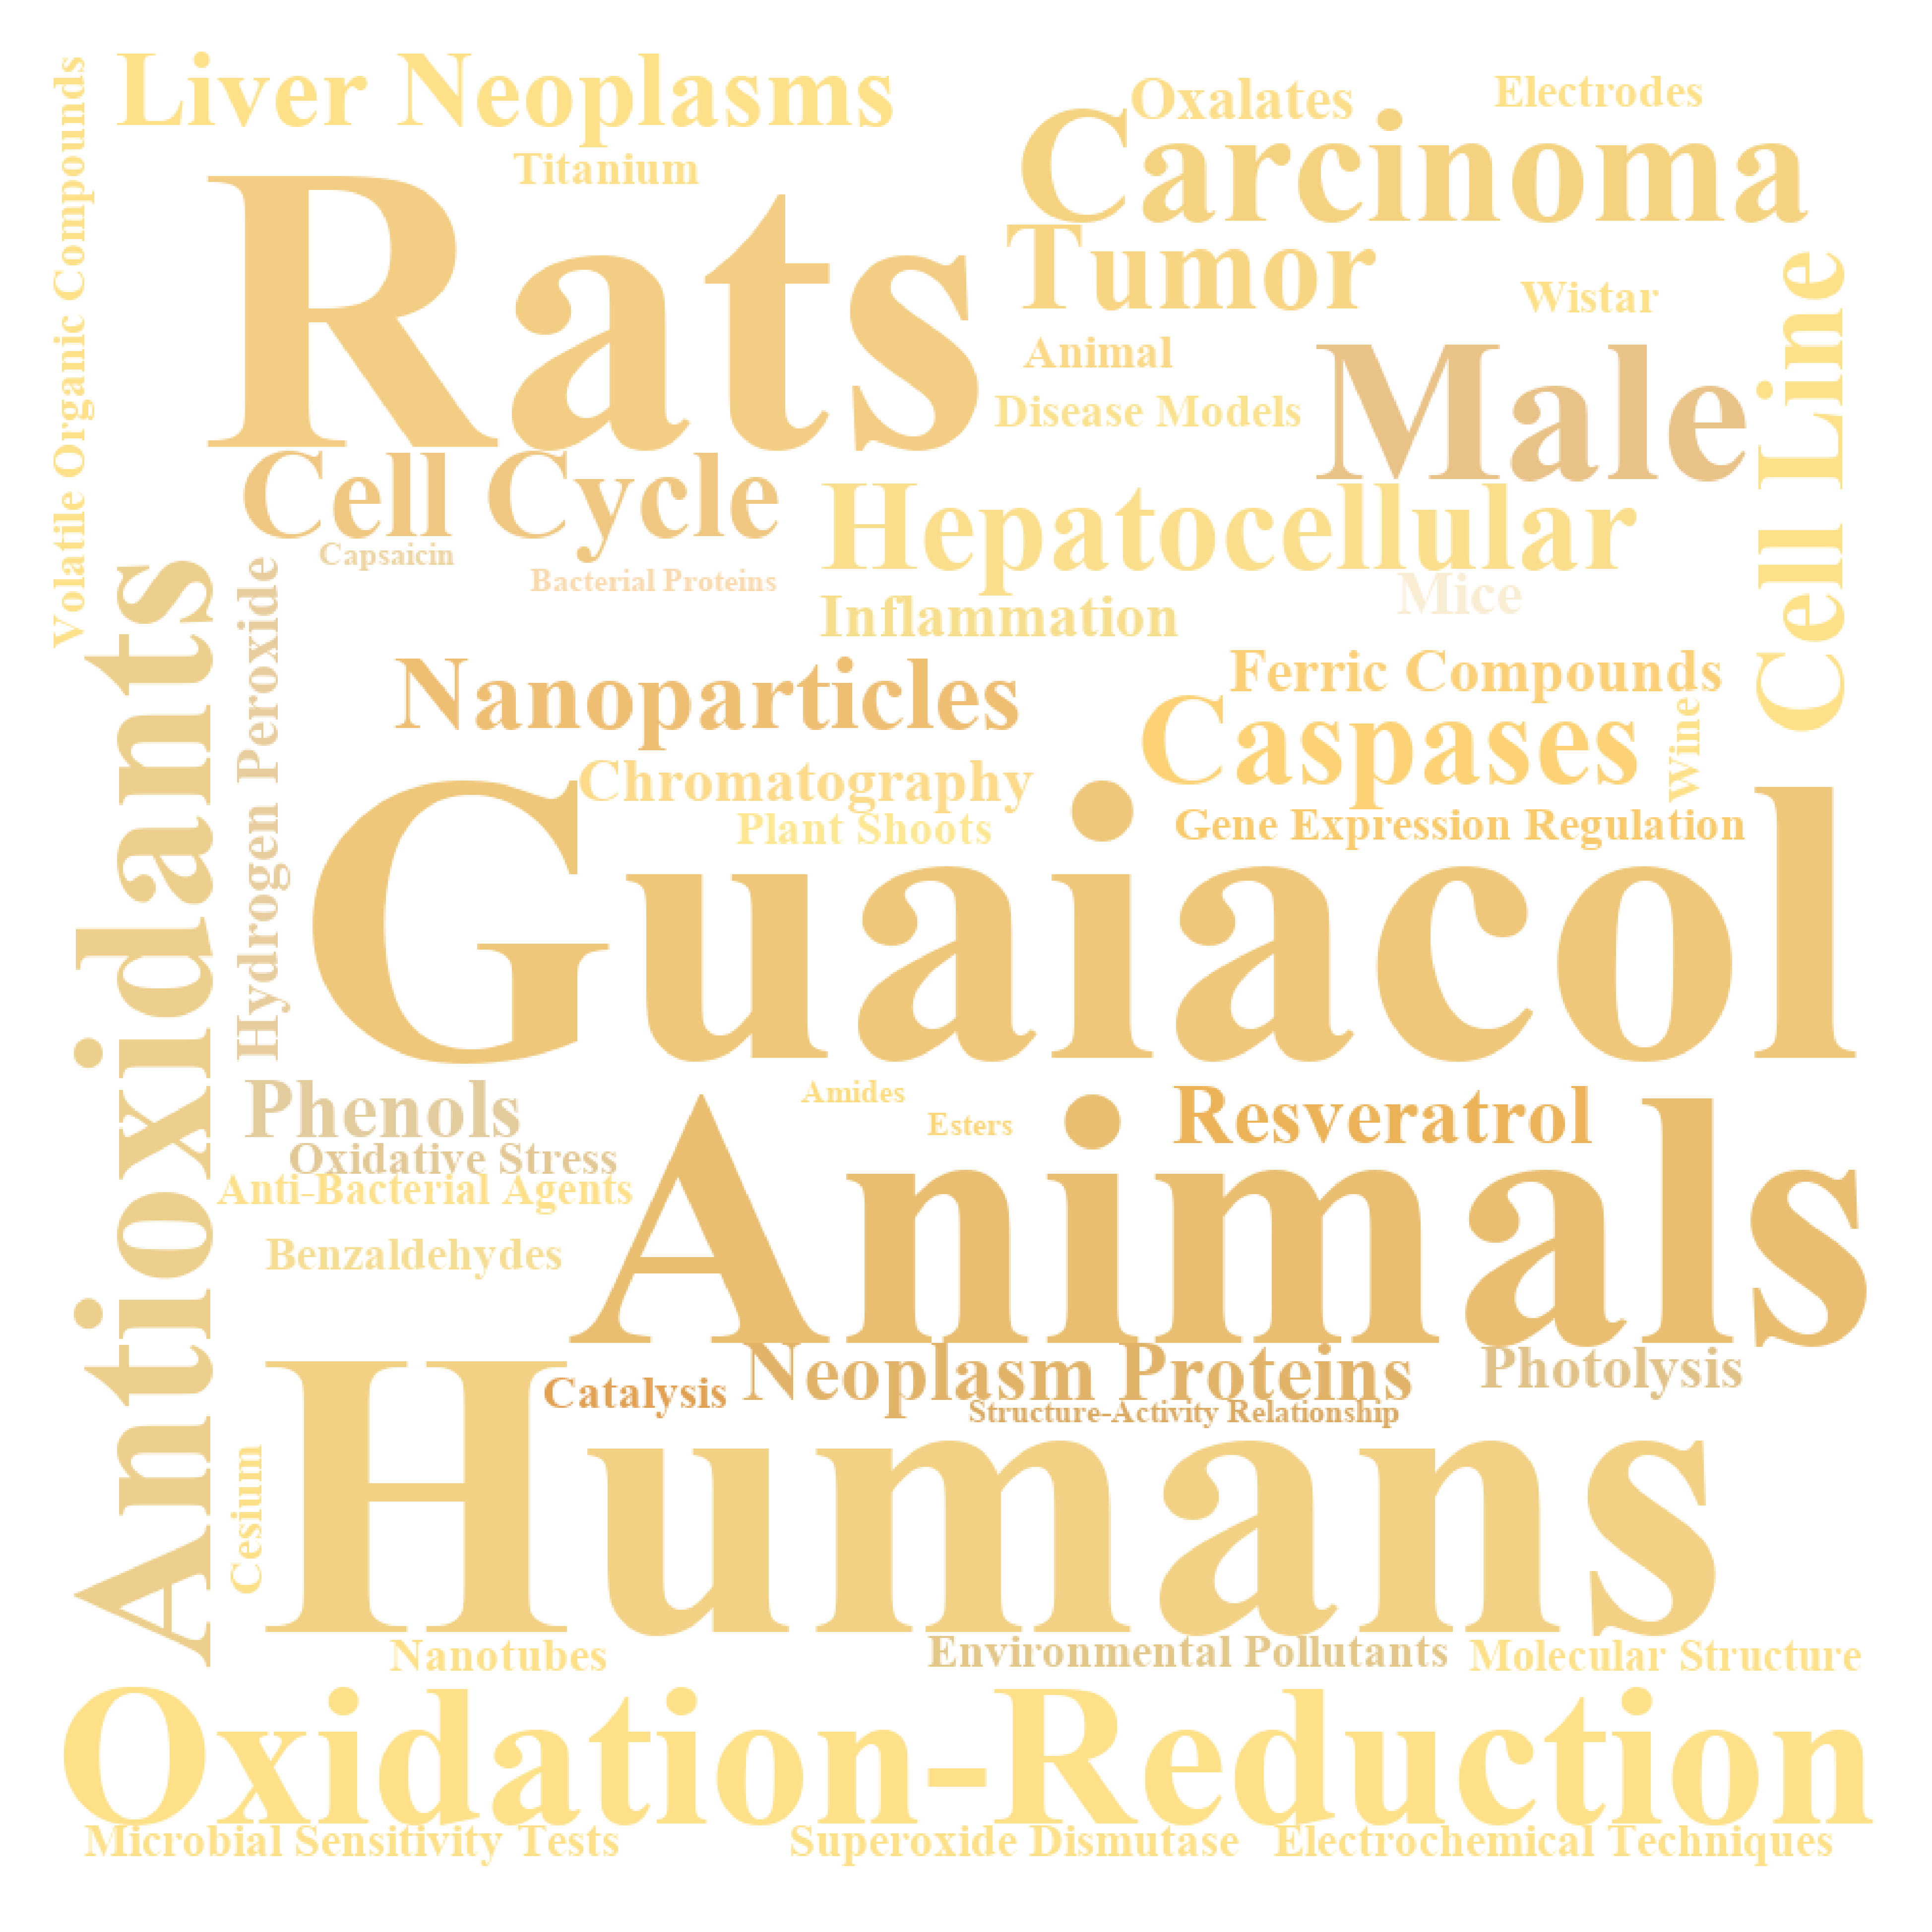 Liver Neoplasms
Oxalates
Electrodes
Volatile Organic Compounds
Titanium
Carcinoma
Rats
Tumor
Wistar
Cell Line
Animal
Male
Disease Models
Cell Cycle
Hepatocellular
Capsaicin
Bacterial Proteins
Mice
Inflammation
Antioxidants
Hydrogen Peroxide
Nanoparticles
Ferric Compounds
Caspases
Wine
Chromatography
Plant Shoots
Gene Expression Regulation
Guaiacol
Phenols
Amides
Esters
Resveratrol
Oxidative Stress
Anti-Bacterial Agents
Animals
Benzaldehydes
Catalysis
Neoplasm Proteins
Photolysis
Structure-Activity Relationship
Cesium
Humans
Nanotubes
Environmental Pollutants
Molecular Structure
Oxidation-Reduction
Microbial Sensitivity Tests
Superoxide Dismutase
Electrochemical Techniques